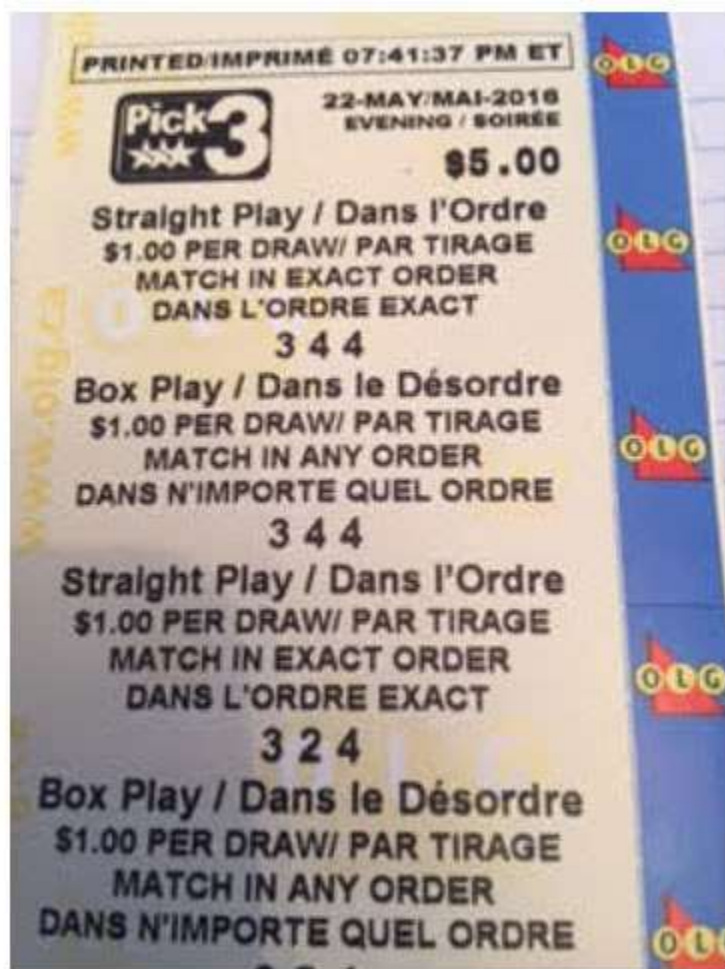 PRINTED/IMPRIMÉ 07:41:37 PM ET
Pick 3
22-MAY/MAI-2016
EVENING / SOIRÉE
$5.00
Straight Play / Dans l'Ordre
$1.00 PER DRAW/ PAR TIRAGE
MATCH IN EXACT ORDER
DANS L'ORDRE EXACT
3 4 4
Box Play / Dans le Désordre
$1.00 PER DRAW/ PAR TIRAGE
MATCH IN ANY ORDER
DANS N'IMPORTE QUEL ORDRE
3 4 4
Straight Play / Dans l'Ordre
$1.00 PER DRAW/ PAR TIRAGE
MATCH IN EXACT ORDER
DANS L'ORDRE EXACT
3 2 4
Box Play / Dans le Désordre
$1.00 PER DRAW/ PAR TIRAGE
MATCH IN ANY ORDER
DANS N'IMPORTE QUEL ORDRE
www.olg.ca
OLG
OLG
OLG
OLG
OLG